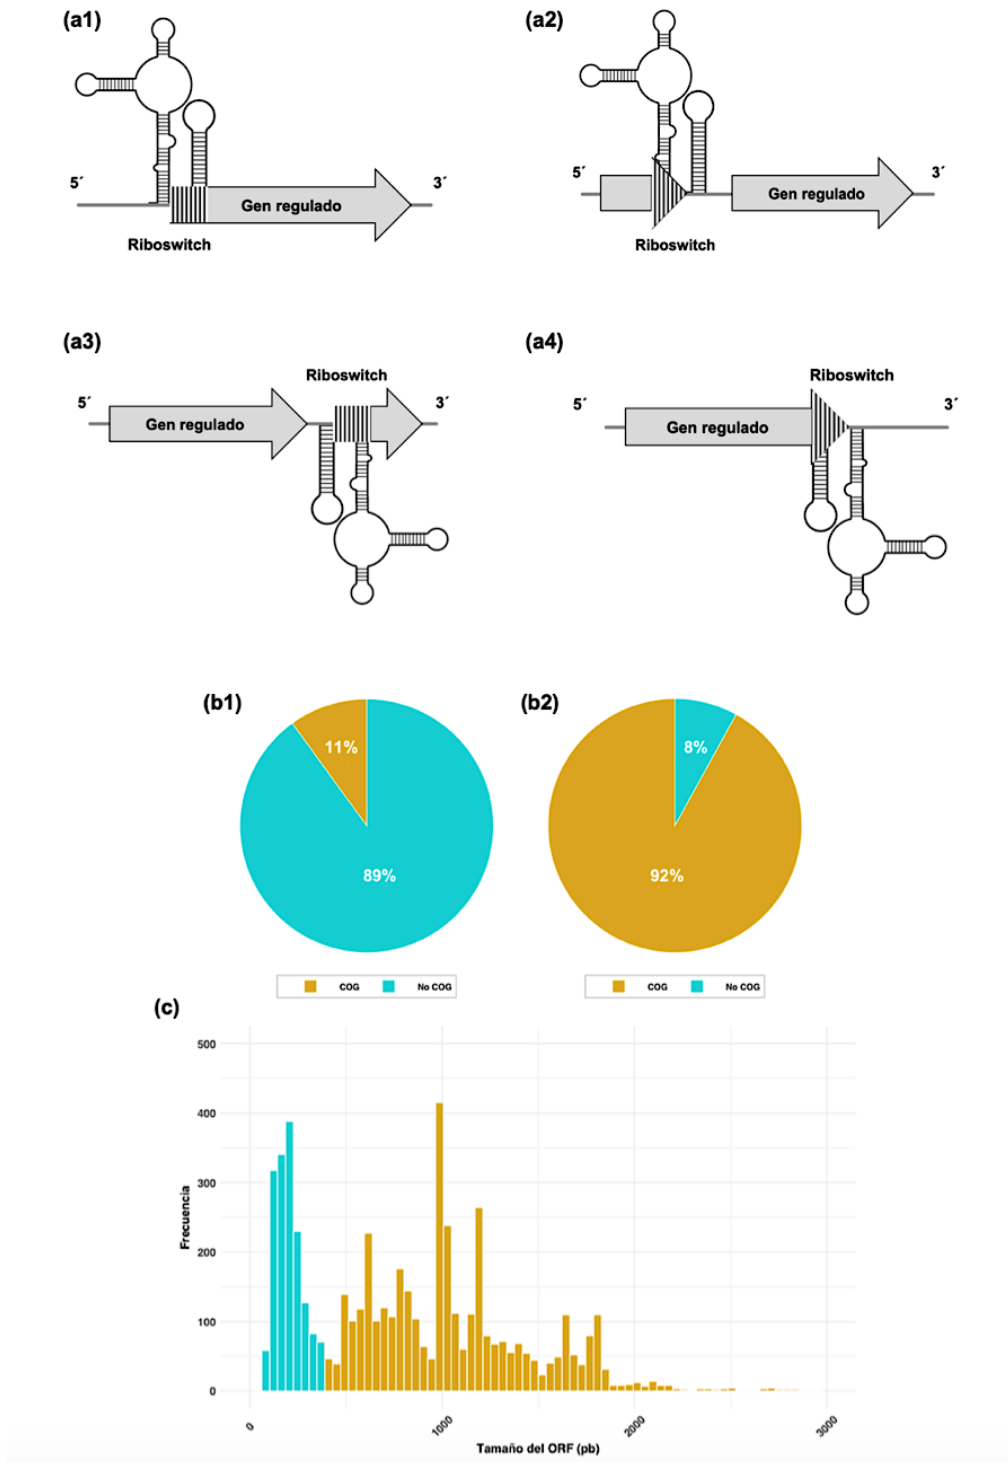 (a1)
(a2)
5´
3´
Gen regulado
Riboswitch
5´
3´
Gen regulado
Riboswitch
(a3)
(a4)
Riboswitch
5´
3´
Gen regulado
Riboswitch
5´
3´
Gen regulado
(b1)
(b2)
11%
89%
8%
92%
COG No COG
COG No COG
(c)
500
400
300
200
100
0
Frecuencia
0 1000 2000 3000
Tamaño del ORF (pb)